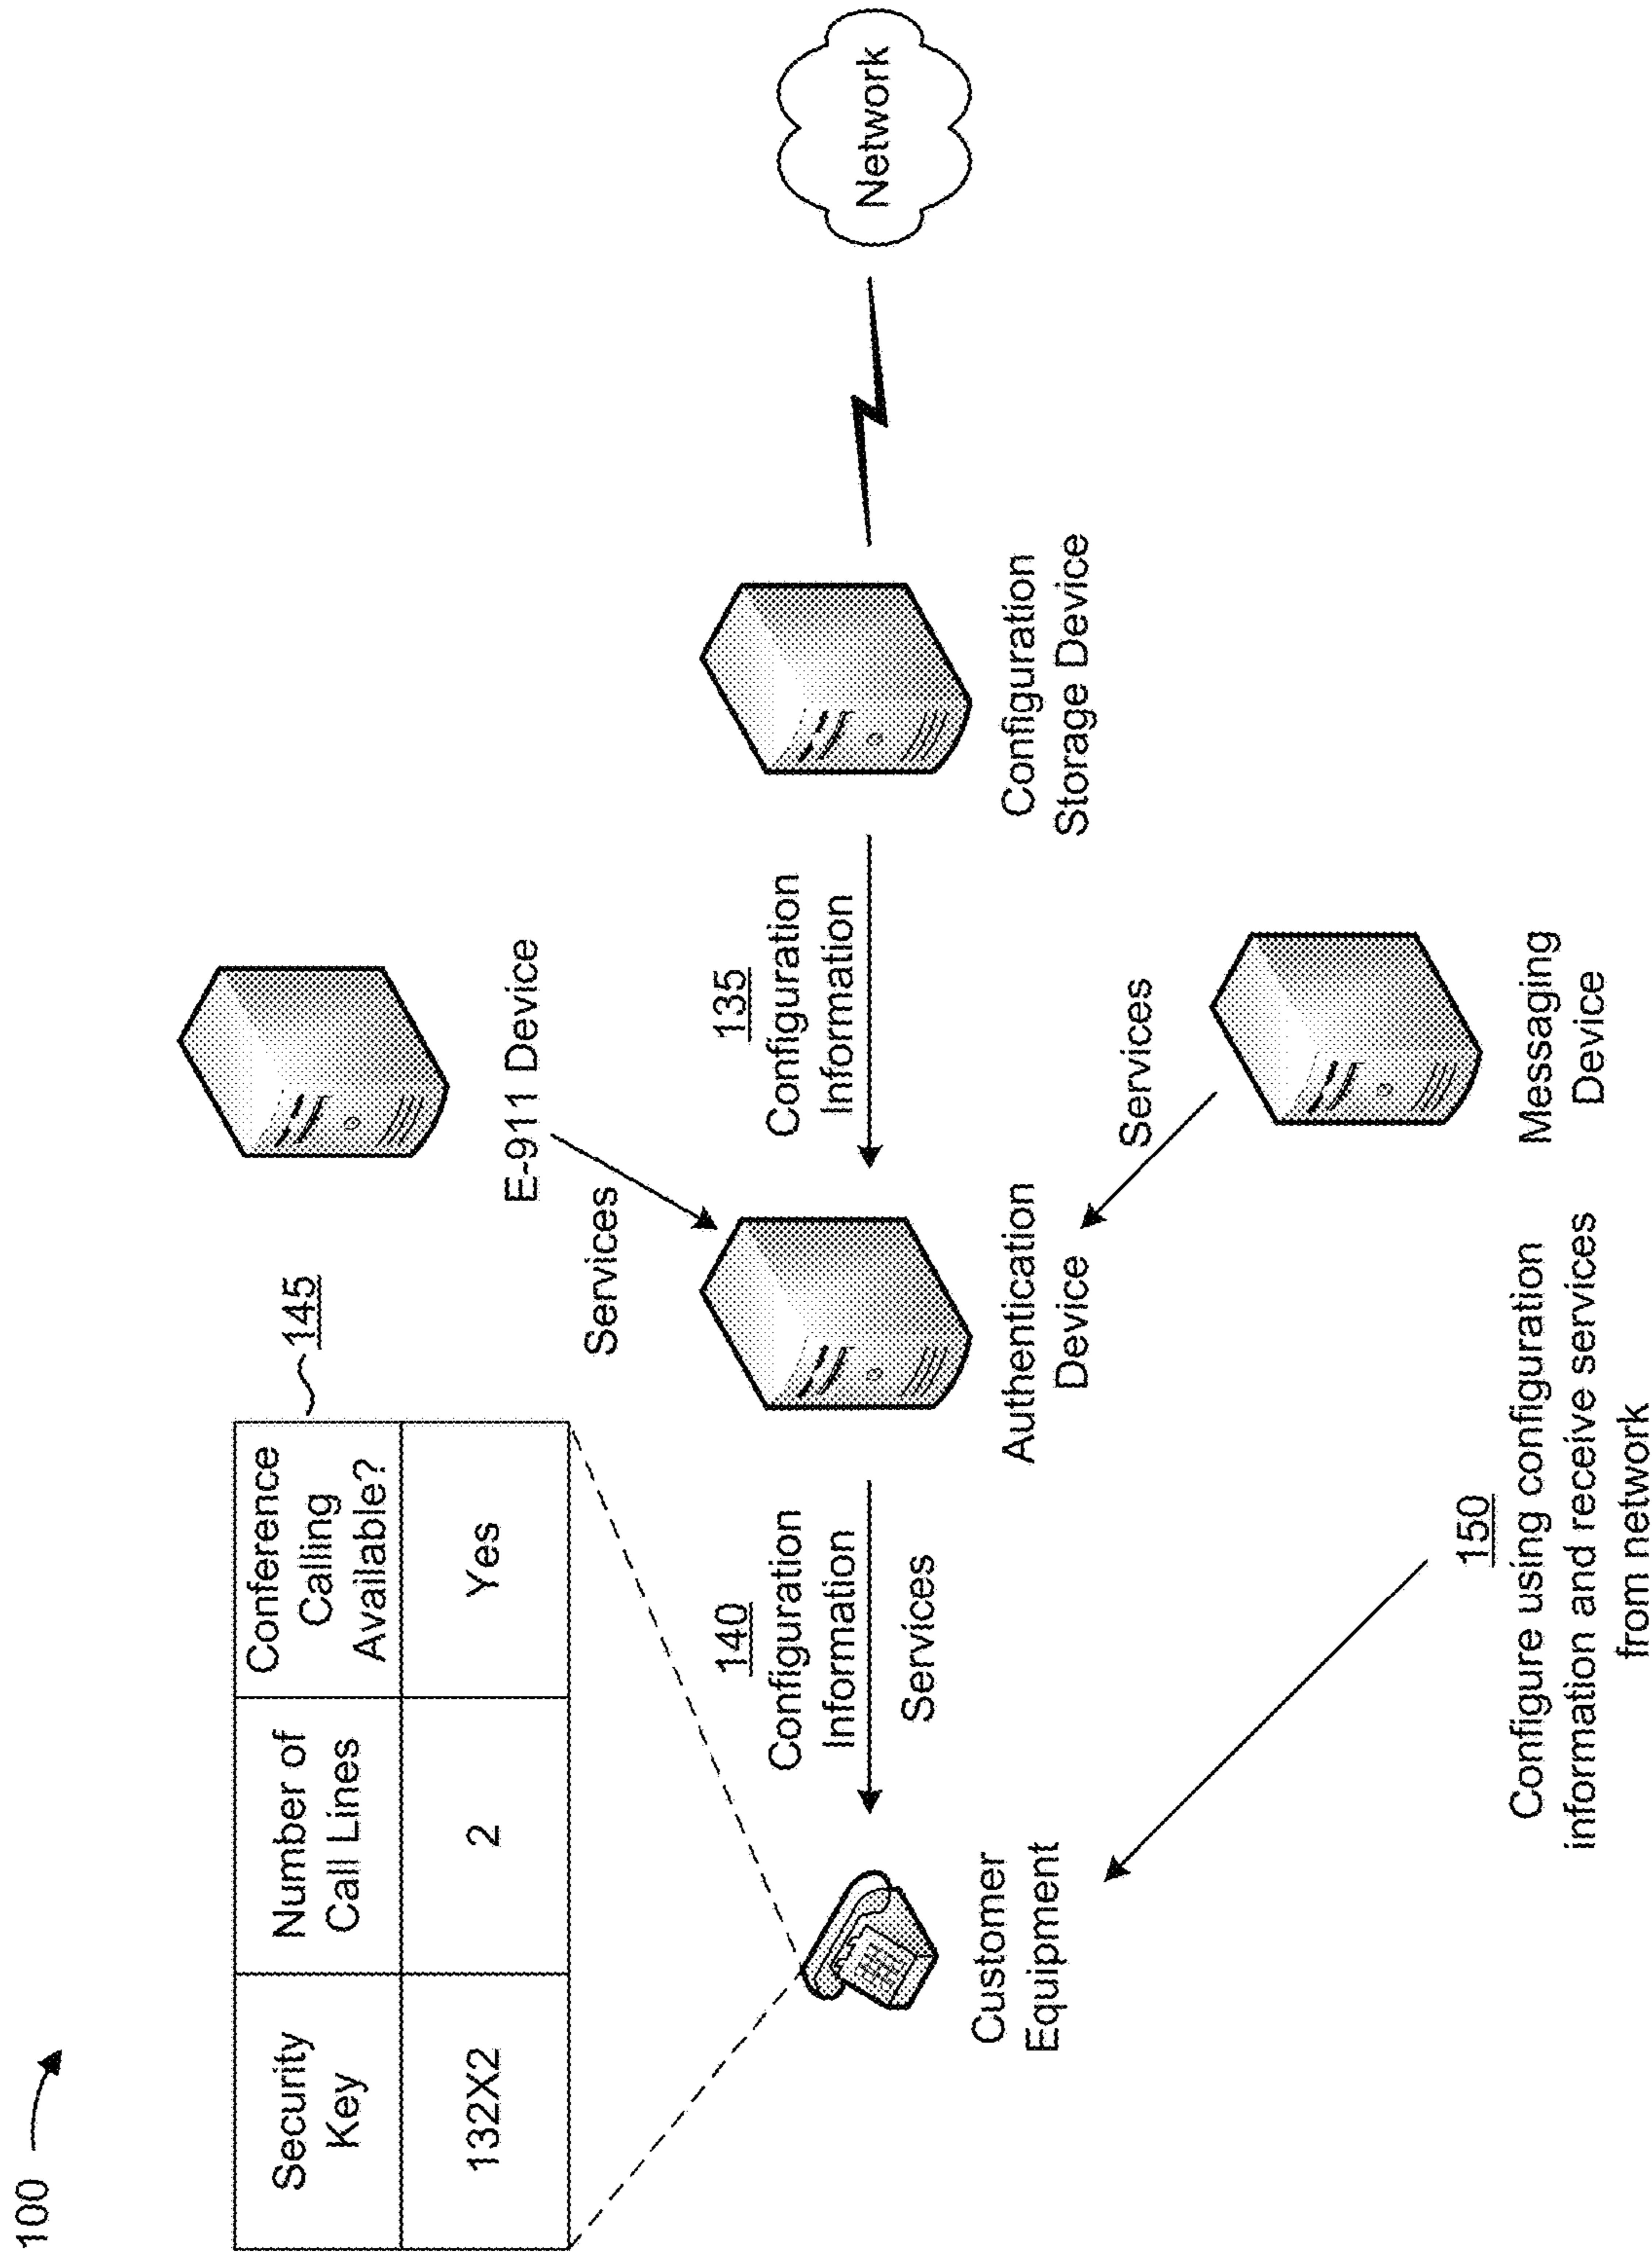 100
145
Security
Key
Number of
Call Lines
Conference
Calling
Available?
132X2
2
Yes
E-911 Device
Services
140
Configuration
Information
Services
135
Configuration
Information
Network
Customer
Equipment
Authentication
Device
Configuration
Storage Device
Services
Messaging
Device
150
Configure using configuration
information and receive services
from network